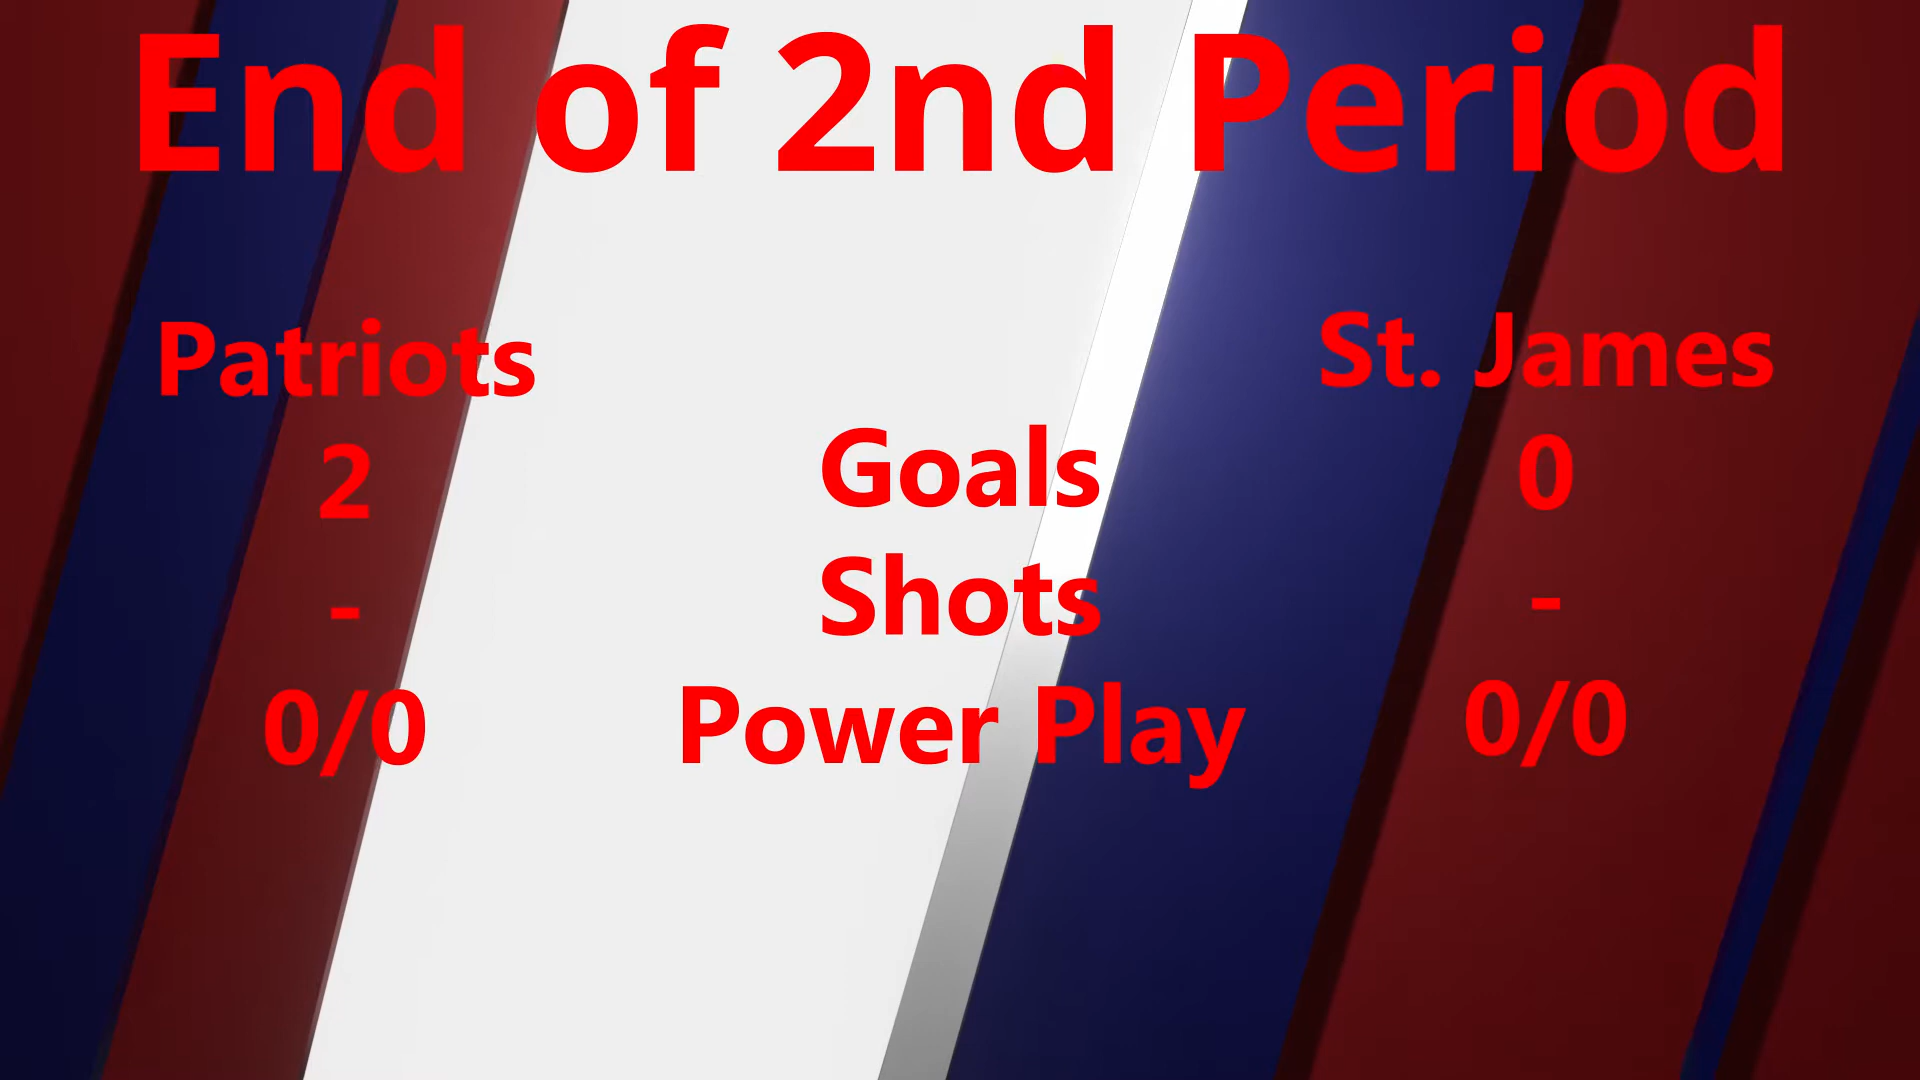 End of 2nd Period
Patriots St. James
2 Goals 0
- Shots -
0/0 Power Play 0/0